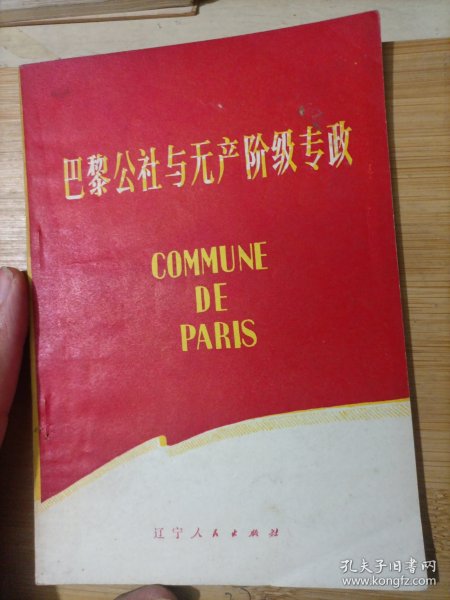 巴黎公社与无产阶级专政
COMMUNE
DE
PARIS
辽宁人民出版社
孔夫子旧书网
www.kongfz.com